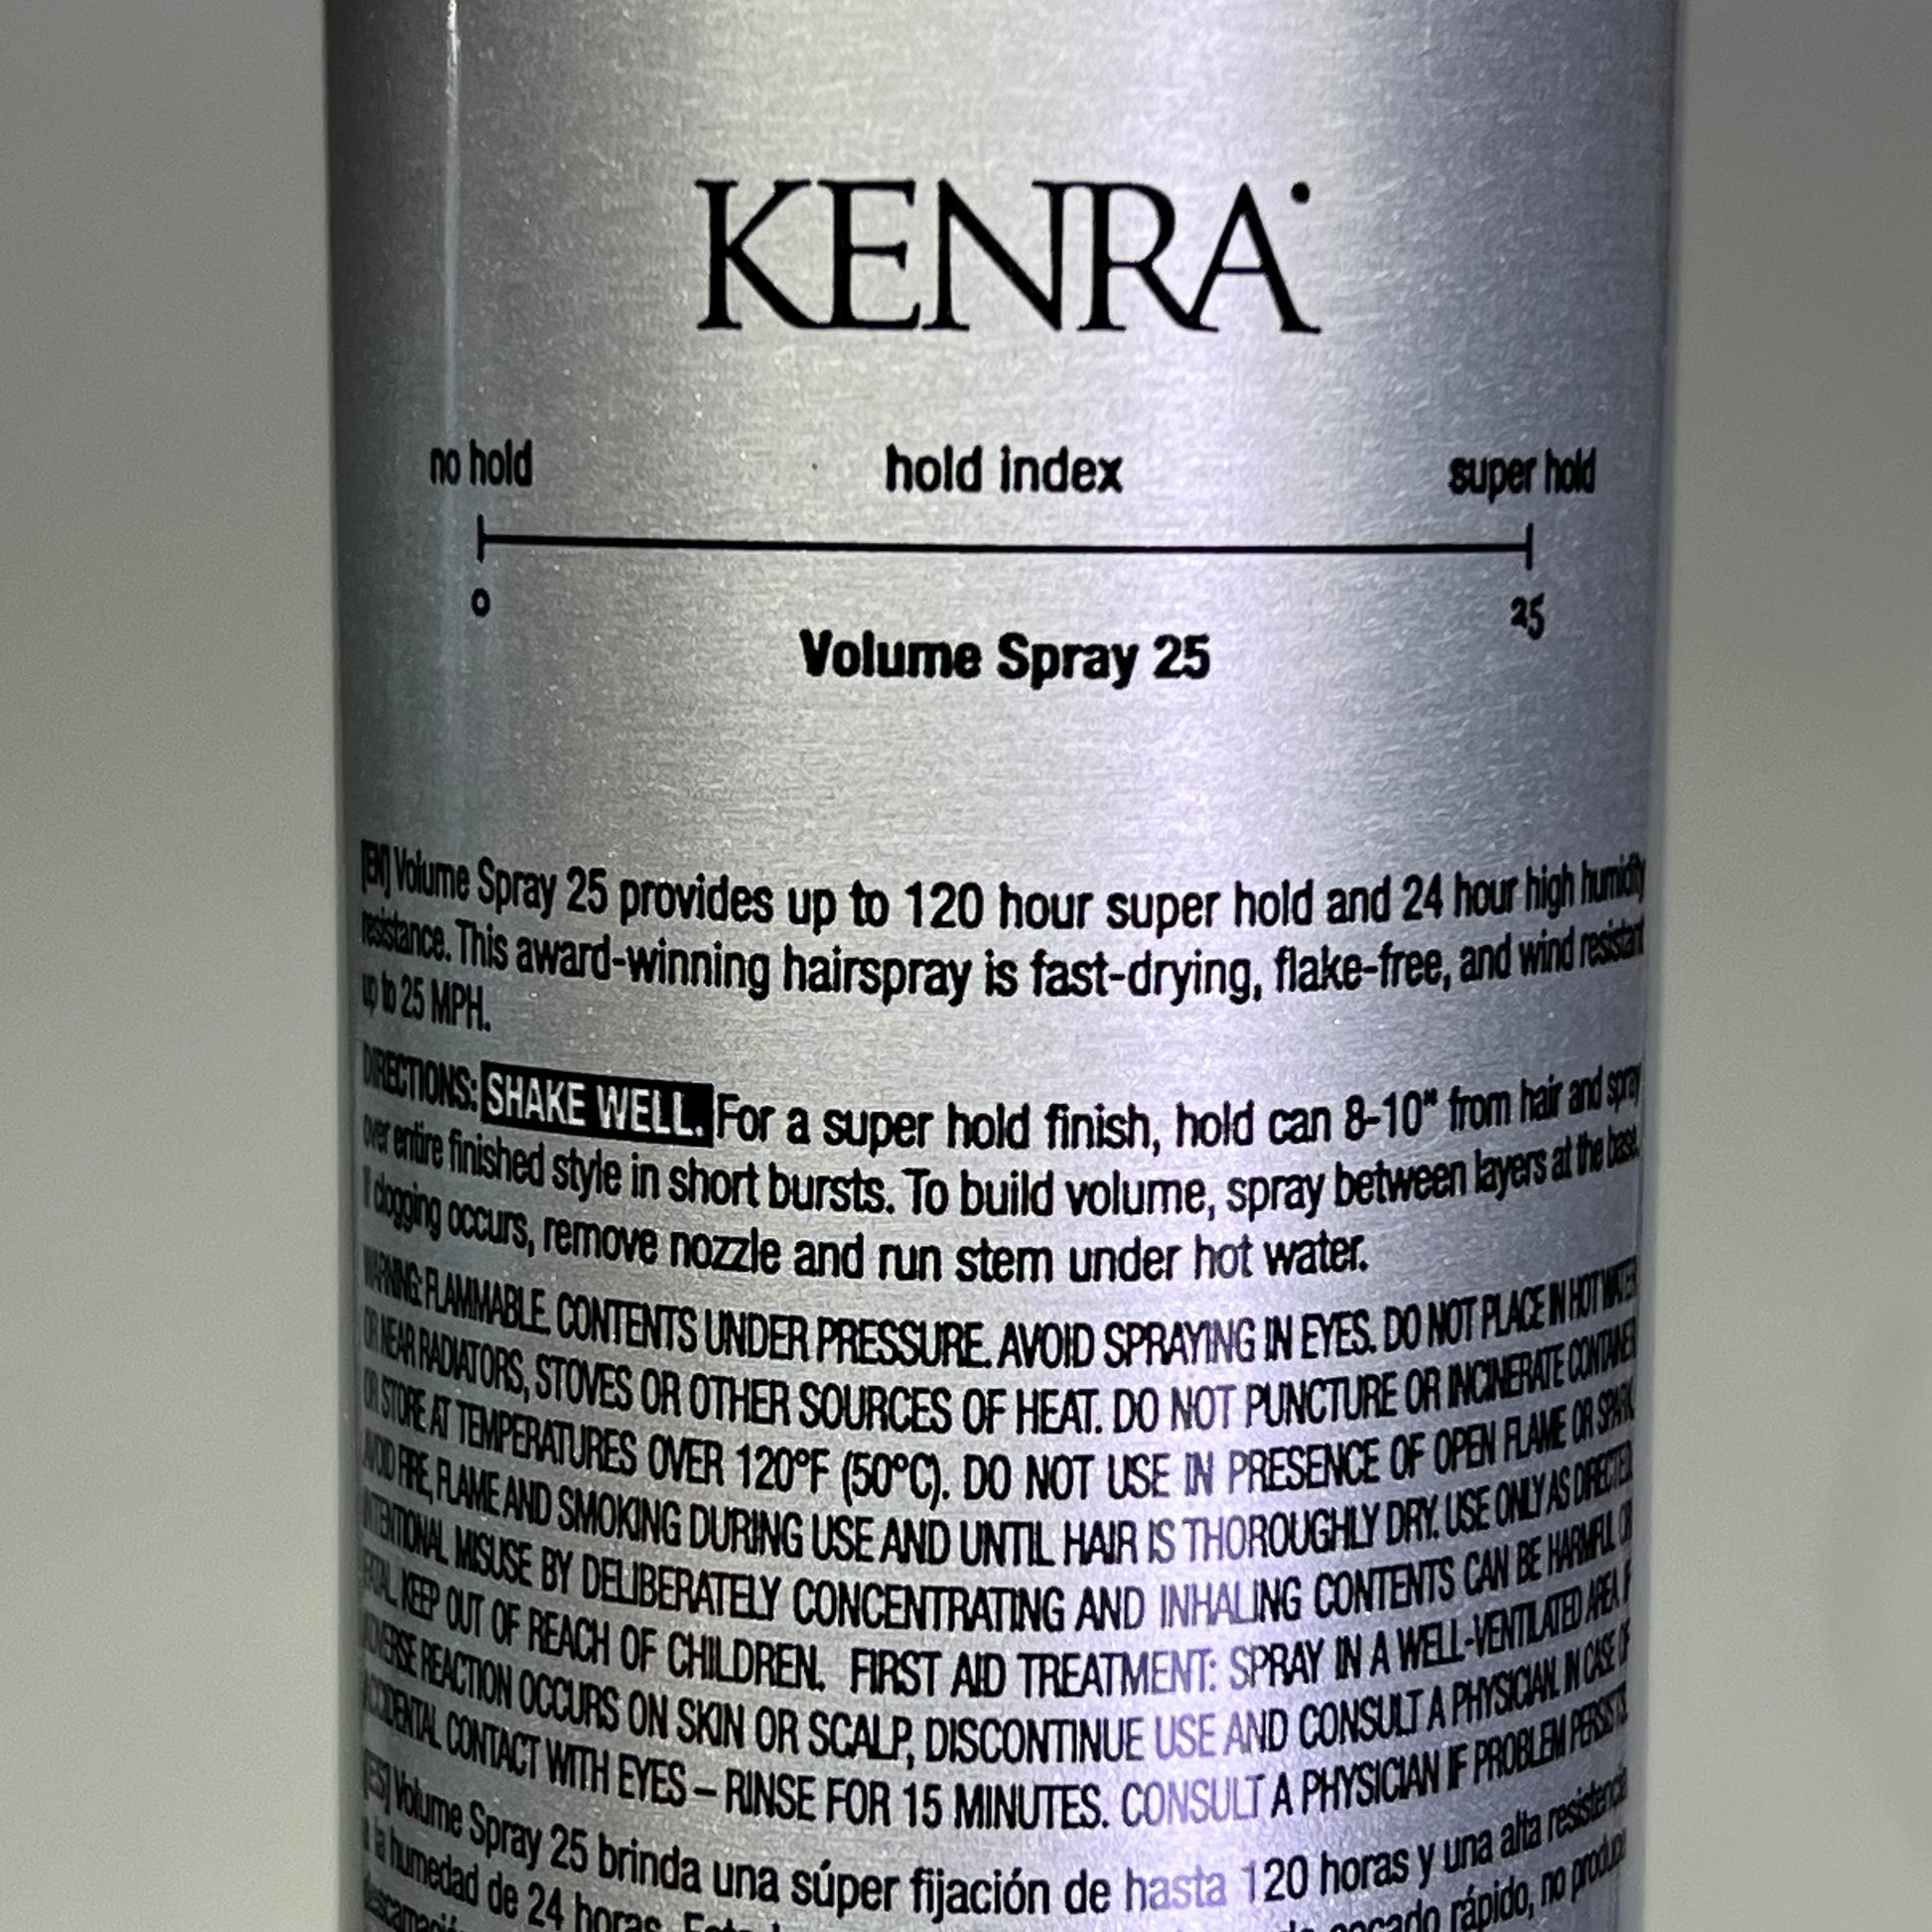 KENRA
no hold hold index super hold
0 25
Volume Spray 25
[EN] Volume Spray 25 provides up to 120 hour super hold and 24 hour high humidity
resistance. This award-winning hairspray is fast-drying, flake-free, and wind resistant
up to 25 MPH.
DIRECTIONS: SHAKE WELL. For a super hold finish, hold can 8-10" from hair and spray
over entire finished style in short bursts. To build volume, spray between layers at the base.
If clogging occurs, remove nozzle and run stem under hot water.
WARNING: FLAMMABLE. CONTENTS UNDER PRESSURE. AVOID SPRAYING IN EYES. DO NOT PLACE IN HOT WATER
OR NEAR RADIATORS, STOVES OR OTHER SOURCES OF HEAT. DO NOT PUNCTURE OR INCINERATE CONTAINER
OR STORE AT TEMPERATURES OVER 120°F (50°C). DO NOT USE IN PRESENCE OF OPEN FLAME OR SPARK.
AVOID FIRE, FLAME AND SMOKING DURING USE AND UNTIL HAIR IS THOROUGHLY DRY. USE ONLY AS DIRECTED.
INTENTIONAL MISUSE BY DELIBERATELY CONCENTRATING AND INHALING CONTENTS CAN BE HARMFUL OR
FATAL. KEEP OUT OF REACH OF CHILDREN. FIRST AID TREATMENT: SPRAY IN A WELL-VENTILATED AREA. IF
ADVERSE REACTION OCCURS ON SKIN OR SCALP, DISCONTINUE USE AND CONSULT A PHYSICIAN. IN CASE OF
ACCIDENTAL CONTACT WITH EYES – RINSE FOR 15 MINUTES. CONSULT A PHYSICIAN IF PROBLEM PERSISTS.
[ES] Volume Spray 25 brinda una súper fijación de hasta 120 horas y una alta resistencia
a la humedad de 24 horas. rápido, no produce